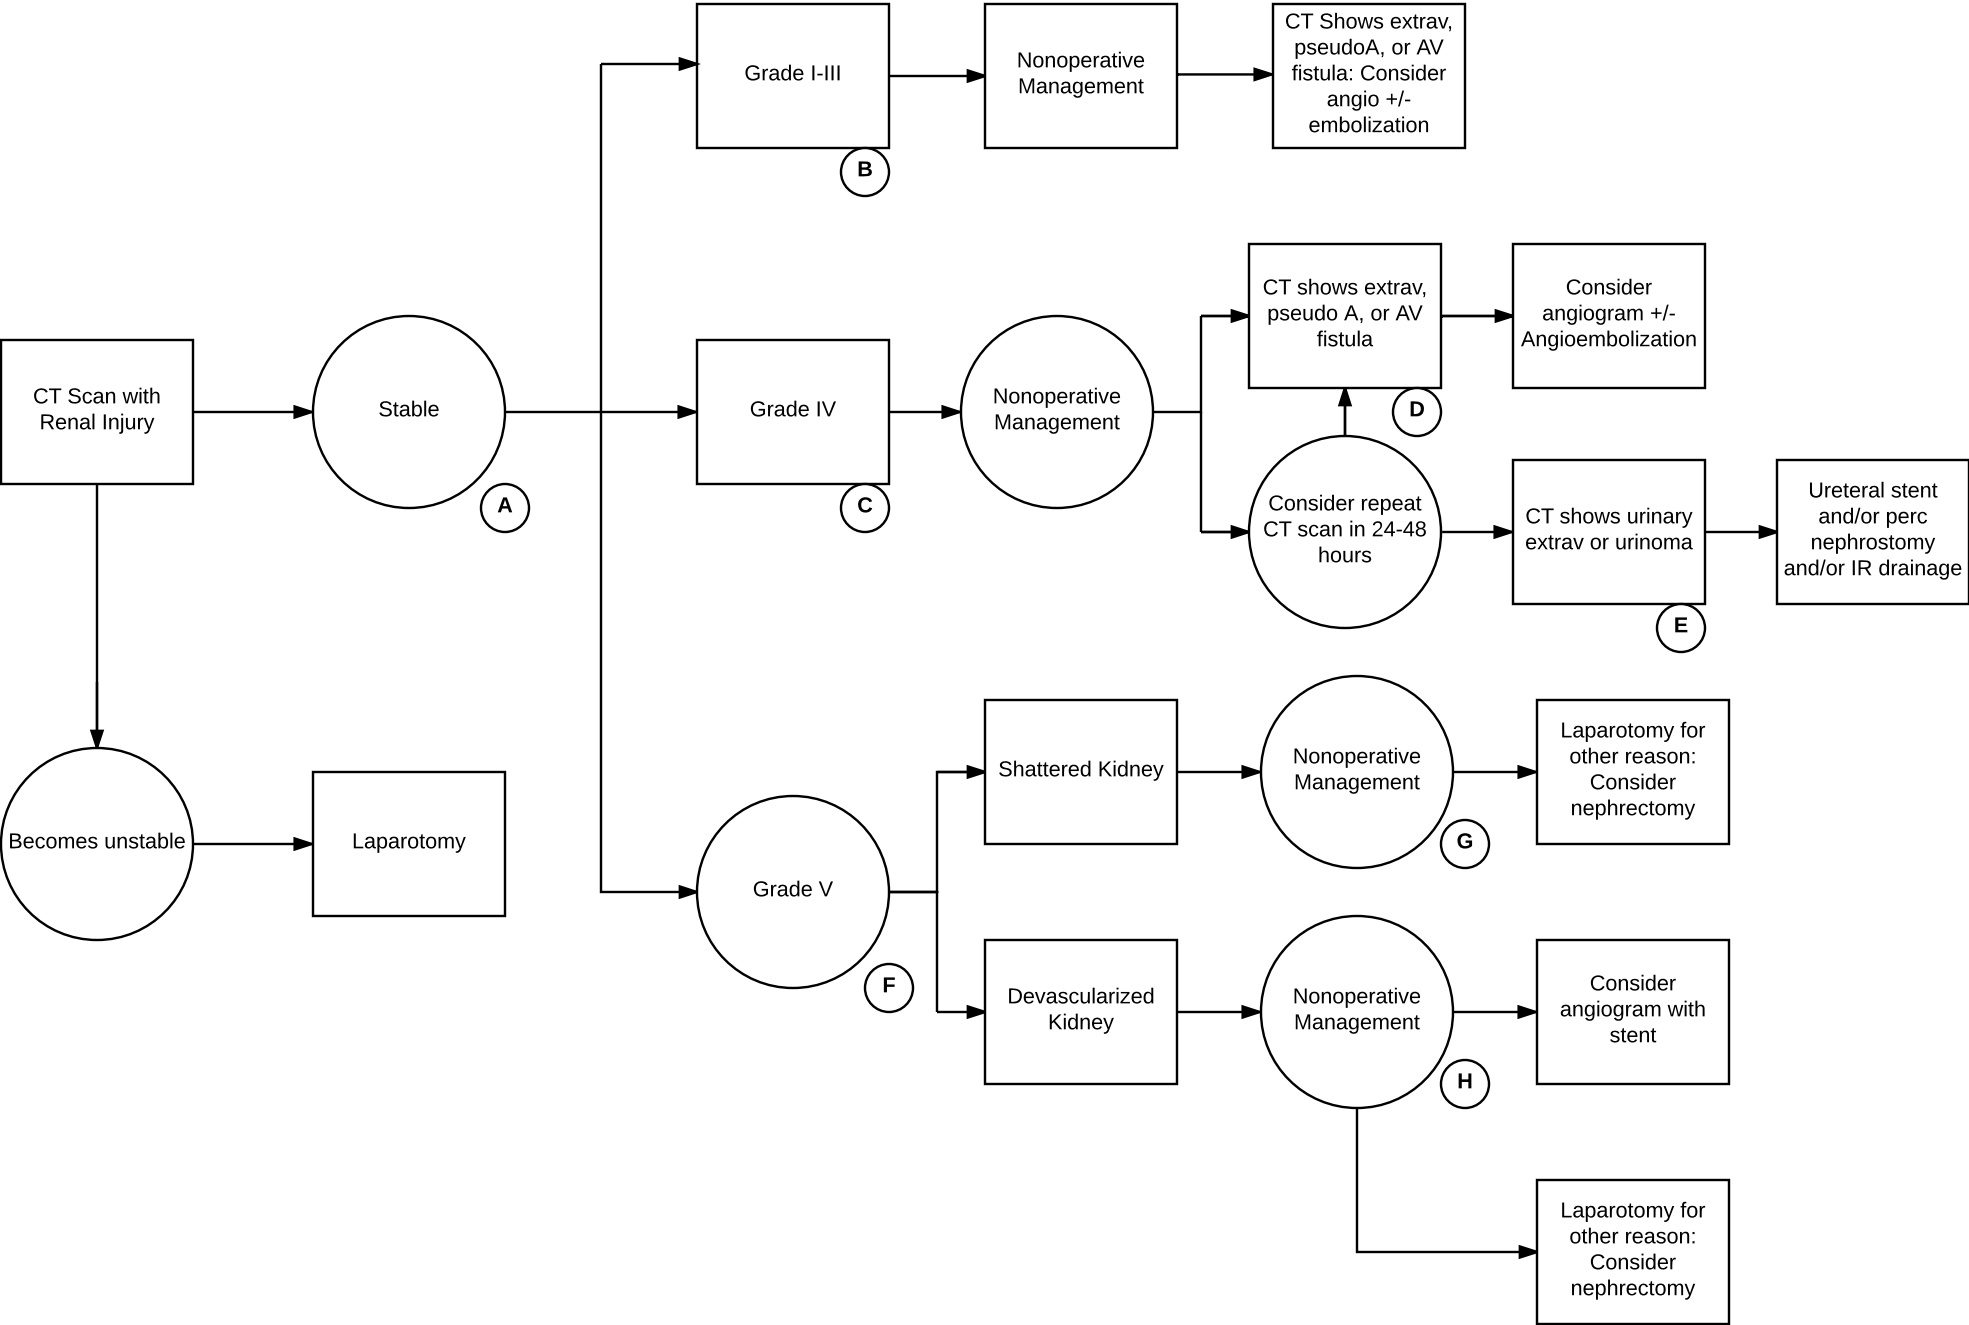 CT Shows extrav,
pseudoA, or AV
fistula: Consider
angio +/-
embolization
Grade I-III
Nonoperative
Management
B
CT shows extrav,
pseudo A, or AV
fistula
Consider
angiogram +/-
Angioembolization
CT Scan with
Renal Injury
Stable
Grade IV
Nonoperative
Management
D
A
C
Consider repeat
CT scan in 24-48
hours
CT shows urinary
extrav or urinoma
Ureteral stent
and/or perc
nephrostomy
and/or IR drainage
E
Shattered Kidney
Nonoperative
Management
Laparotomy for
other reason:
Consider
nephrectomy
G
Becomes unstable
Laparotomy
Grade V
F
Devascularized
Kidney
Nonoperative
Management
Consider
angiogram with
stent
H
Laparotomy for
other reason:
Consider
nephrectomy